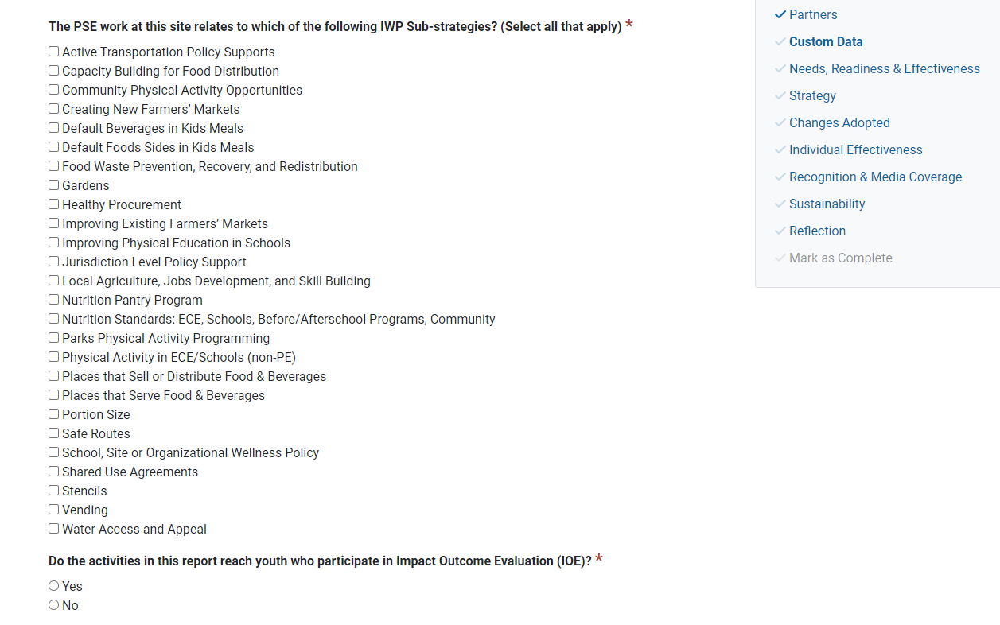 The PSE work at this site relates to which of the following IWP Sub-strategies? (Select all that apply) *
Active Transportation Policy Supports
Capacity Building for Food Distribution
Community Physical Activity Opportunities
Creating New Farmers’ Markets
Default Beverages in Kids Meals
Default Foods Sides in Kids Meals
Food Waste Prevention, Recovery, and Redistribution
Gardens
Healthy Procurement
Improving Existing Farmers’ Markets
Improving Physical Education in Schools
Jurisdiction Level Policy Support
Local Agriculture, Jobs Development, and Skill Building
Nutrition Pantry Program
Nutrition Standards: ECE, Schools, Before/Afterschool Programs, Community
Parks Physical Activity Programming
Physical Activity in ECE/Schools (non-PE)
Places that Sell or Distribute Food & Beverages
Places that Serve Food & Beverages
Portion Size
Safe Routes
School, Site or Organizational Wellness Policy
Shared Use Agreements
Stencils
Vending
Water Access and Appeal
Do the activities in this report reach youth who participate in Impact Outcome Evaluation (IOE)? *
Yes
No
Partners
Custom Data
Needs, Readiness & Effectiveness
Strategy
Changes Adopted
Individual Effectiveness
Recognition & Media Coverage
Sustainability
Reflection
Mark as Complete